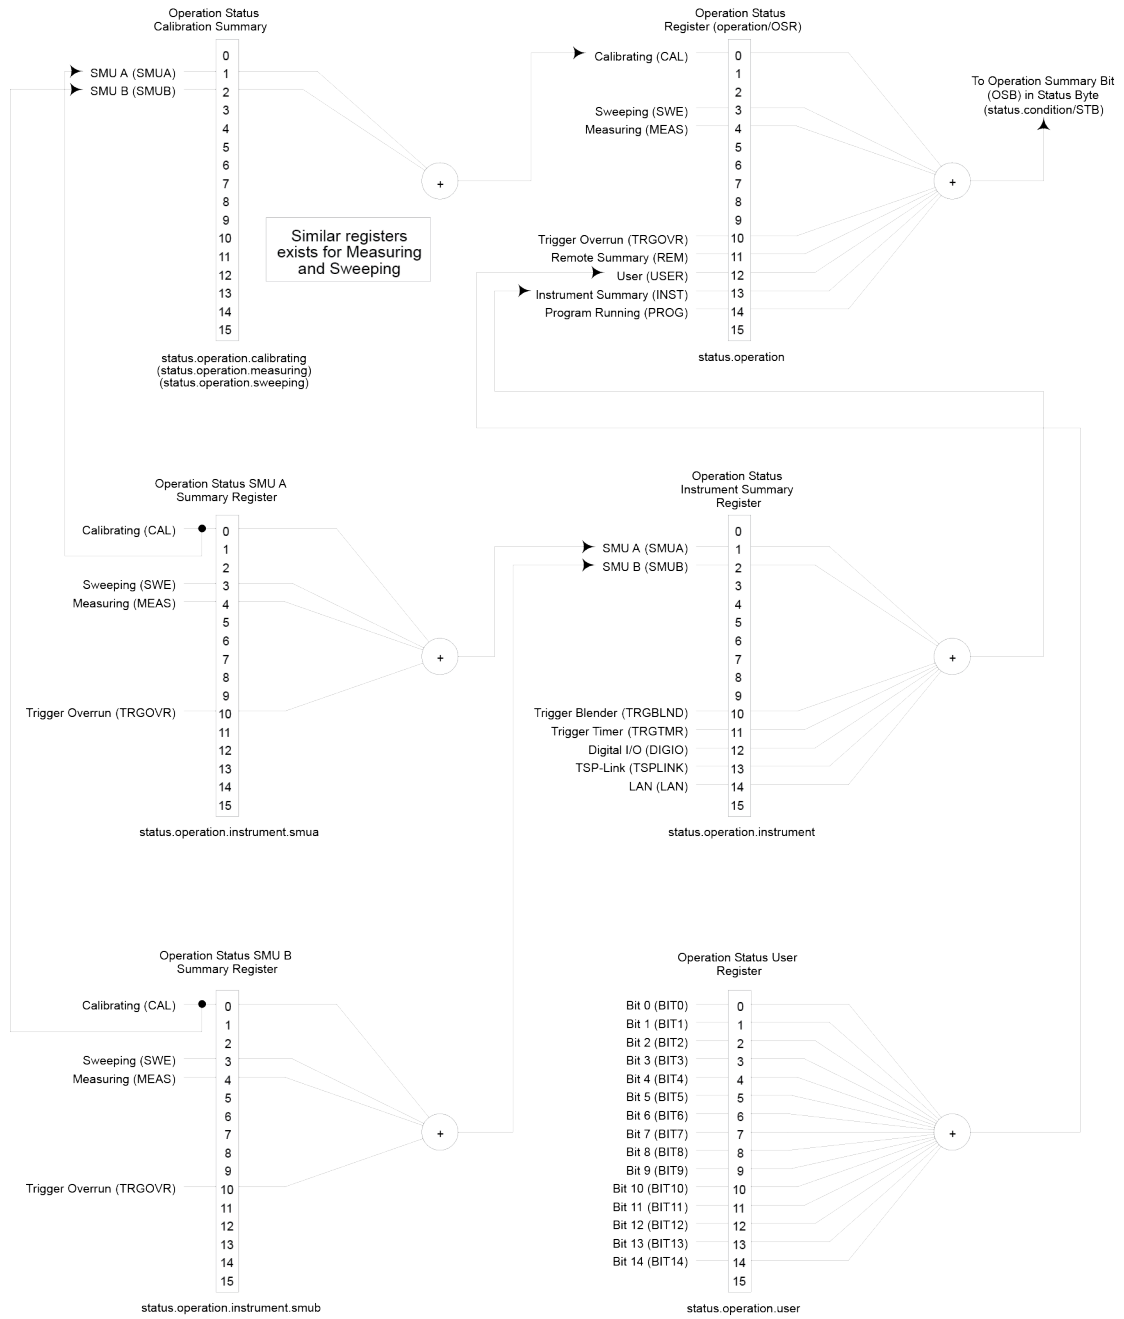 Operation Status
Calibration Summary
SMU A (SMUA)
SMU B (SMUB)
0
1
2
3
4
5
6
7
8
9
10
11
12
13
14
15
+
Similar registers
exists for Measuring
and Sweeping
status.operation.calibrating
(status.operation.measuring)
(status.operation.sweeping)
Operation Status
Register (operation/OSR)
Calibrating (CAL)
Sweeping (SWE)
Measuring (MEAS)
Trigger Overrun (TRGOVR)
Remote Summary (REM)
User (USER)
Instrument Summary (INST)
Program Running (PROG)
0
1
2
3
4
5
6
7
8
9
10
11
12
13
14
15
+
status.operation
To Operation Summary Bit
(OSB) in Status Byte
(status.condition/STB)
Operation Status SMU A
Summary Register
Calibrating (CAL)
Sweeping (SWE)
Measuring (MEAS)
Trigger Overrun (TRGOVR)
0
1
2
3
4
5
6
7
8
9
10
11
12
13
14
15
+
status.operation.instrument.smua
Operation Status
Instrument Summary
Register
SMU A (SMUA)
SMU B (SMUB)
Trigger Blender (TRGBLND)
Trigger Timer (TRGTMR)
Digital I/O (DIGIO)
TSP-Link (TSPLINK)
LAN (LAN)
0
1
2
3
4
5
6
7
8
9
10
11
12
13
14
15
+
status.operation.instrument
Operation Status SMU B
Summary Register
Calibrating (CAL)
Sweeping (SWE)
Measuring (MEAS)
Trigger Overrun (TRGOVR)
0
1
2
3
4
5
6
7
8
9
10
11
12
13
14
15
+
status.operation.instrument.smub
Operation Status User
Register
Bit 0 (BIT0)
Bit 1 (BIT1)
Bit 2 (BIT2)
Bit 3 (BIT3)
Bit 4 (BIT4)
Bit 5 (BIT5)
Bit 6 (BIT6)
Bit 7 (BIT7)
Bit 8 (BIT8)
Bit 9 (BIT9)
Bit 10 (BIT10)
Bit 11 (BIT11)
Bit 12 (BIT12)
Bit 13 (BIT13)
Bit 14 (BIT14)
0
1
2
3
4
5
6
7
8
9
10
11
12
13
14
15
+
status.operation.user